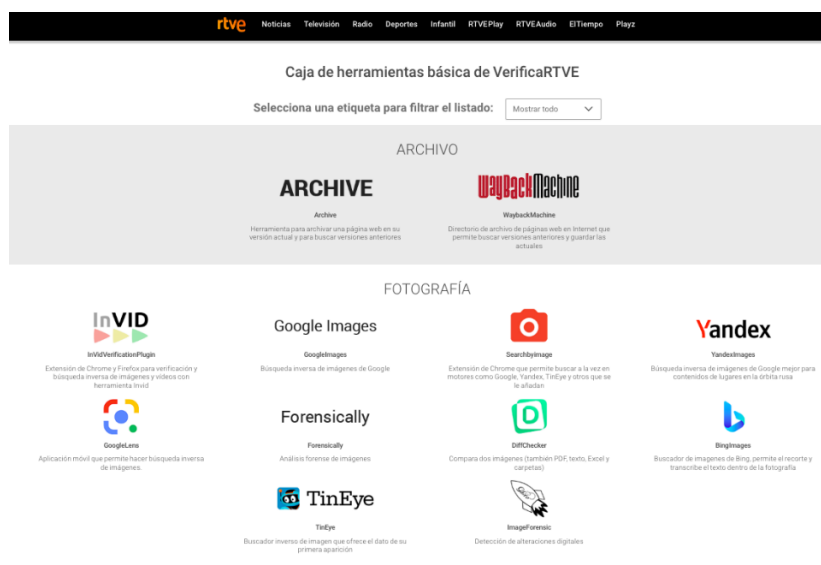 rtve Noticias Televisión Radio Deportes Infantil RTVEPlay RTVEAudio ElTiempo Playz
Caja de herramientas básica de VerificaRTVE
Selecciona una etiqueta para filtrar el listado: Mostrar todo
ARCHIVO
ARCHIVE
Archive
Herramienta para archivar una página web en su
versión actual y para buscar versiones anteriores
WayBackMachine
WaybackMachine
Directorio de archivo de páginas web en Internet que
permite buscar versiones anteriores y guardar las
actuales
FOTOGRAFÍA
InVID
InVidVerificationPlugin
Extensión de Chrome y Firefox para verificación y
búsqueda inversa de imágenes y vídeos con
herramienta Invid
Google Images
GoogleImages
Búsqueda inversa de imágenes de Google
SearchbyImage
Extensión de Chrome que permite buscar a la vez en
motores como Google, Yandex, TinEye y otros que se
le añadan
Yandex
YandexImages
Búsqueda inversa de imágenes de Google mejor para
contenidos de lugares en la órbita rusa
GoogleLens
Aplicación móvil que permite hacer búsqueda inversa
de imágenes.
Forensically
Forensically
Análisis forense de imágenes
DiffChecker
Compara dos imágenes (también PDF, texto, Excel y
carpetas)
BingImages
Buscador de imagenes de Bing, permite el recorte y
transcribe el texto dentro de la fotografía
TinEye
TinEye
Buscador inverso de imagen que ofrece el dato de su
primera aparición
ImageForensic
Detección de alteraciones digitales